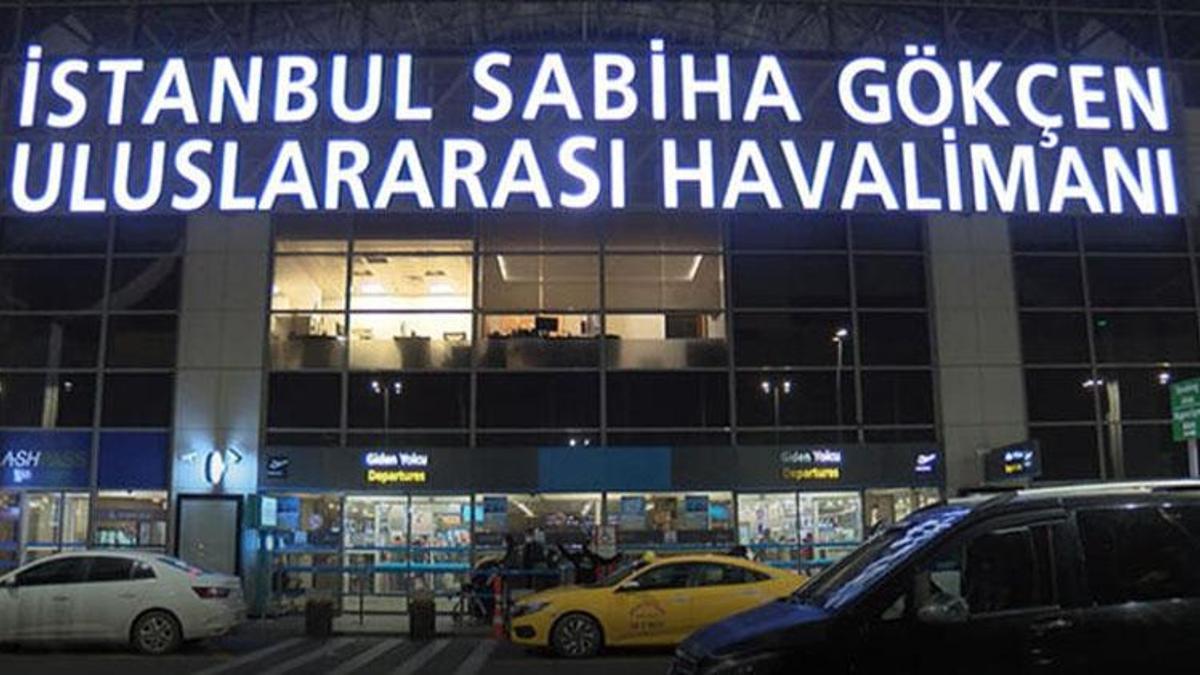 İSTANBUL SABİHA GÖKÇEN
ULUSLARARASI HAVALİMANI
Giden Yolcu
Departures
Giden Yolcu
Departures